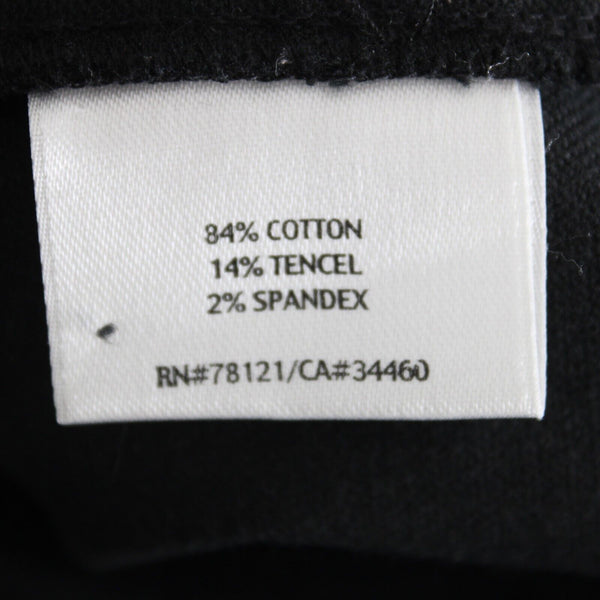 84% COTTON
14% TENCEL
2% SPANDEX
RN#78121/CA#34460